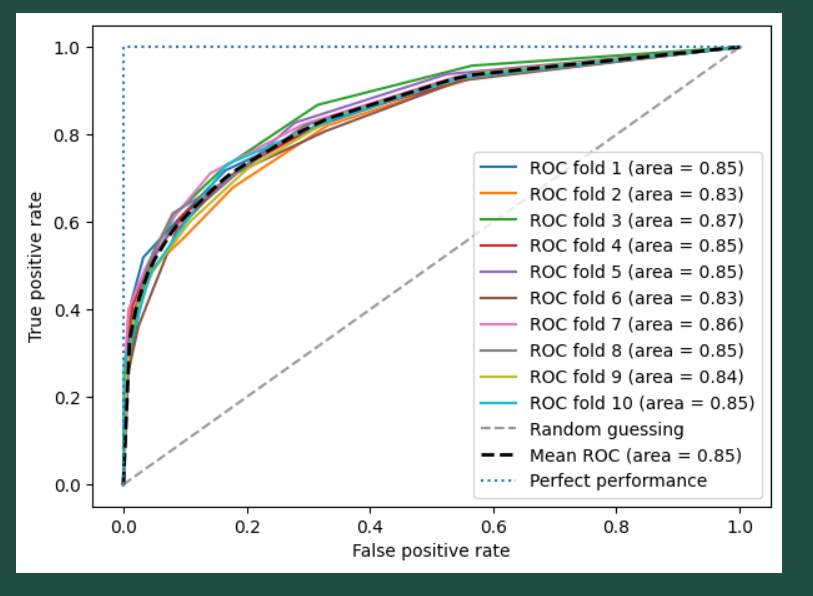 1.0
0.8
0.6
0.4
0.2
0.0
True positive rate
ROC fold 1 (area = 0.85)
ROC fold 2 (area = 0.83)
ROC fold 3 (area = 0.87)
ROC fold 4 (area = 0.85)
ROC fold 5 (area = 0.85)
ROC fold 6 (area = 0.83)
ROC fold 7 (area = 0.86)
ROC fold 8 (area = 0.85)
ROC fold 9 (area = 0.84)
ROC fold 10 (area = 0.85)
Random guessing
Mean ROC (area = 0.85)
Perfect performance
0.0 0.2 0.4 0.6 0.8 1.0
False positive rate